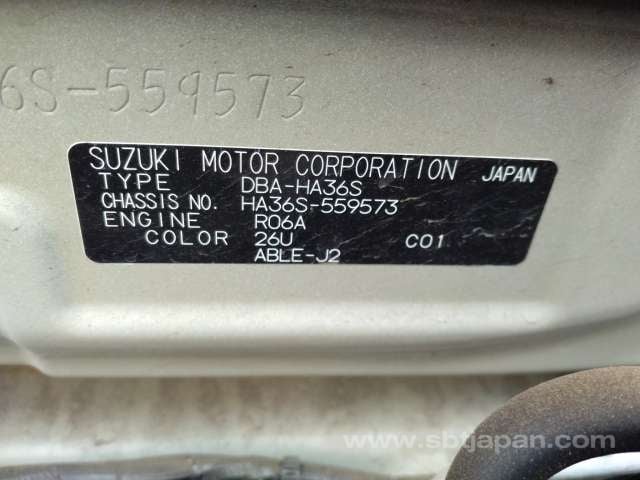 6S-559573
SUZUKI MOTOR CORPORATION JAPAN
TYPE DBA-HA36S
CHASSIS NO. HA36S-559573
ENGINE R06A
COLOR 26U C01
ABLE-J2
www.sbtjapan.com